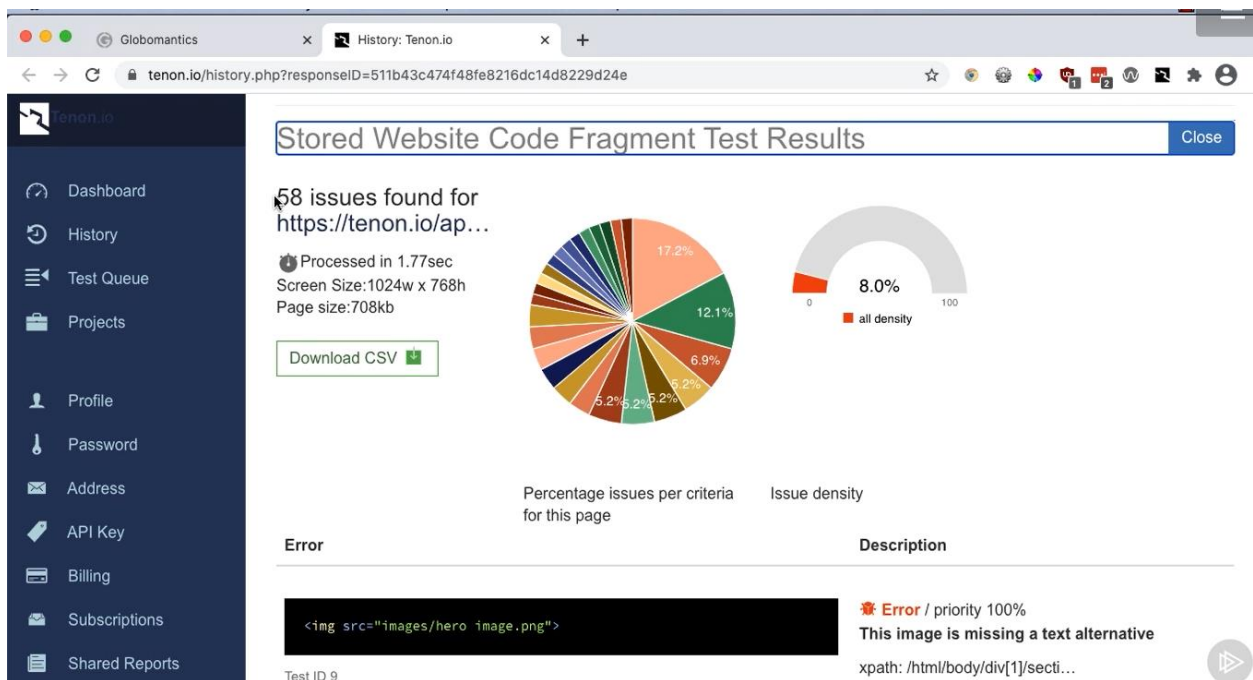 Globomantics
History: Tenon.io
tenon.io/history.php?responseID=511b43c474f48fe8216dc14d8229d24e
1
2
Tenon.io
Dashboard
History
Test Queue
Projects
Profile
Password
Address
API Key
Billing
Subscriptions
Shared Reports
Stored Website Code Fragment Test Results
Close
58 issues found for
https://tenon.io/ap...
Processed in 1.77sec
Screen Size:1024w x 768h
Page size:708kb
Download CSV
17.2%
12.1%
6.9%
5.2%
5.2%
5.2%
5.2%
Percentage issues per criteria
for this page
8.0%
0
100
all density
Issue density
Error
Description
<img src="images/hero image.png">
Test ID 9
Error / priority 100%
This image is missing a text alternative
xpath: /html/body/div[1]/secti...